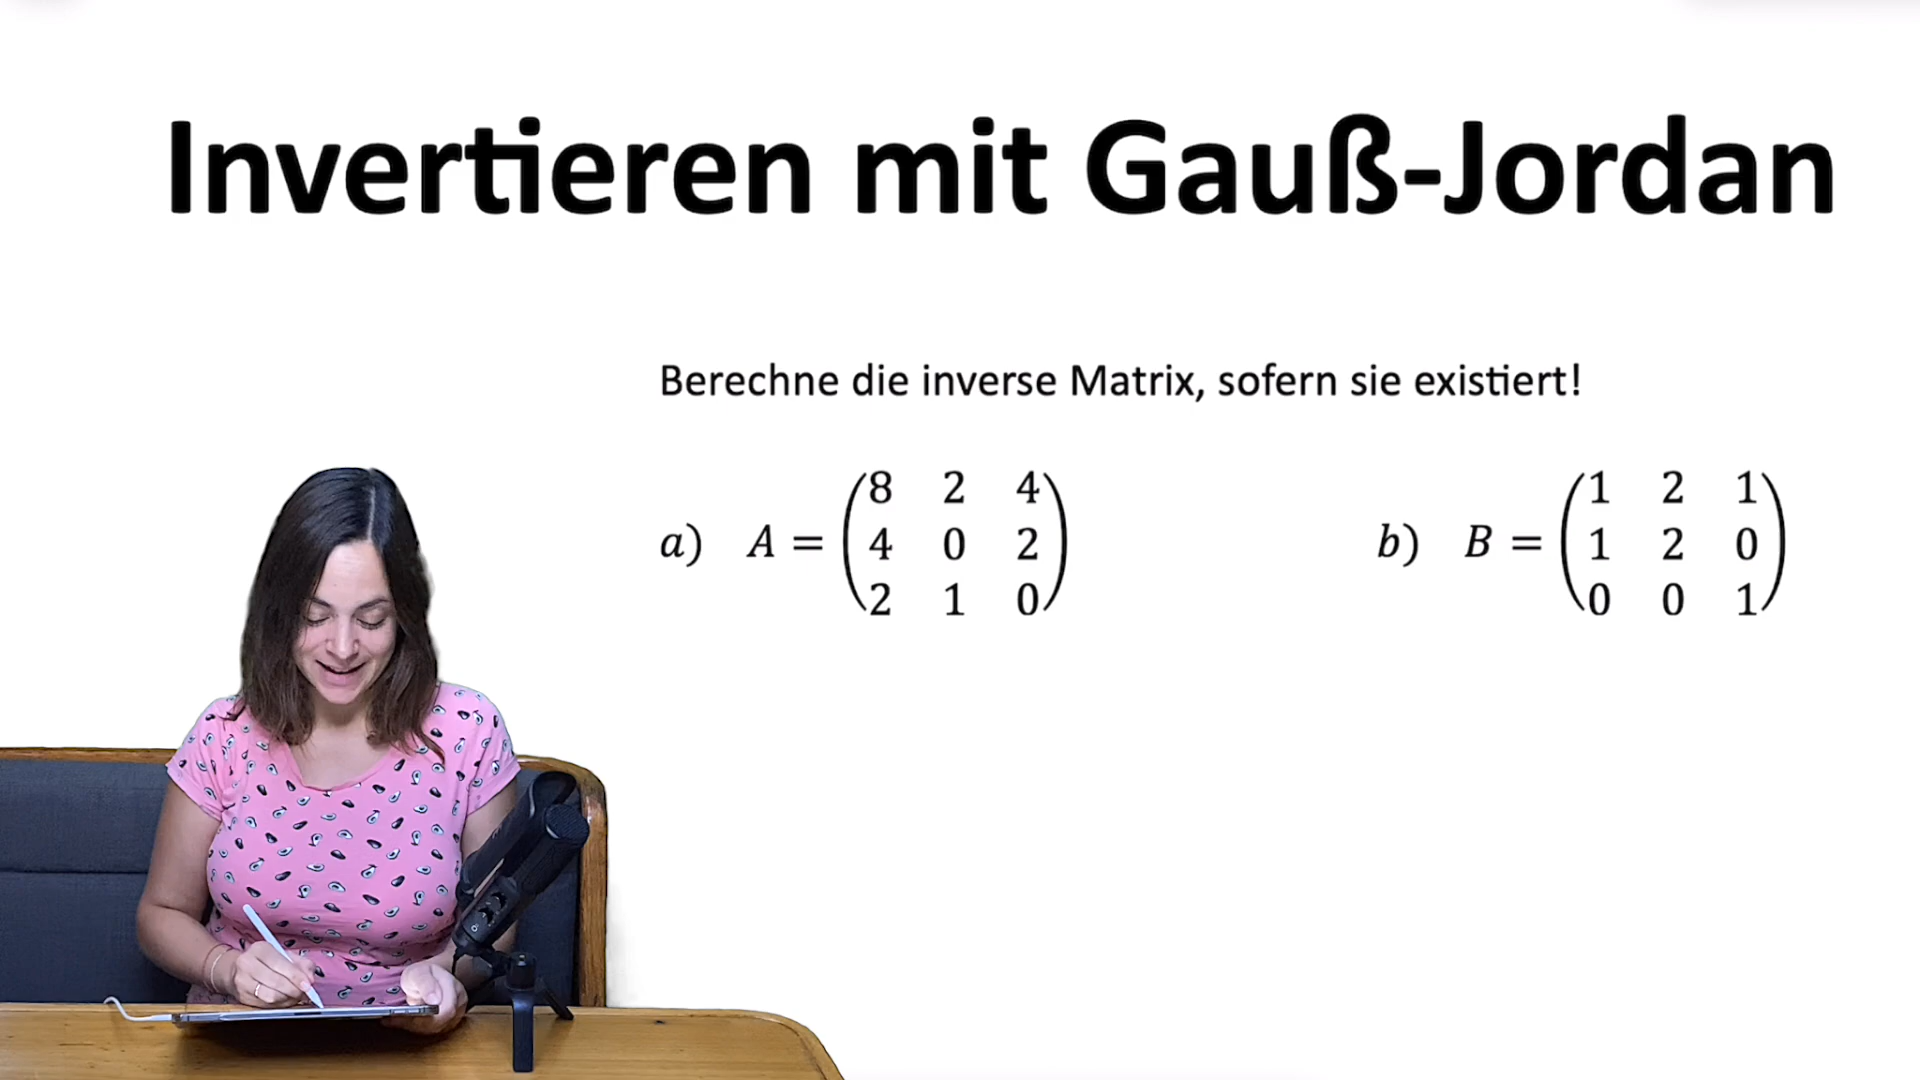 Invertieren mit Gauß-Jordan
Berechne die inverse Matrix, sofern sie existiert!
a) A = (8 2 4
4 0 2
2 1 0)
b) B = (1 2 1
1 2 0
0 0 1)